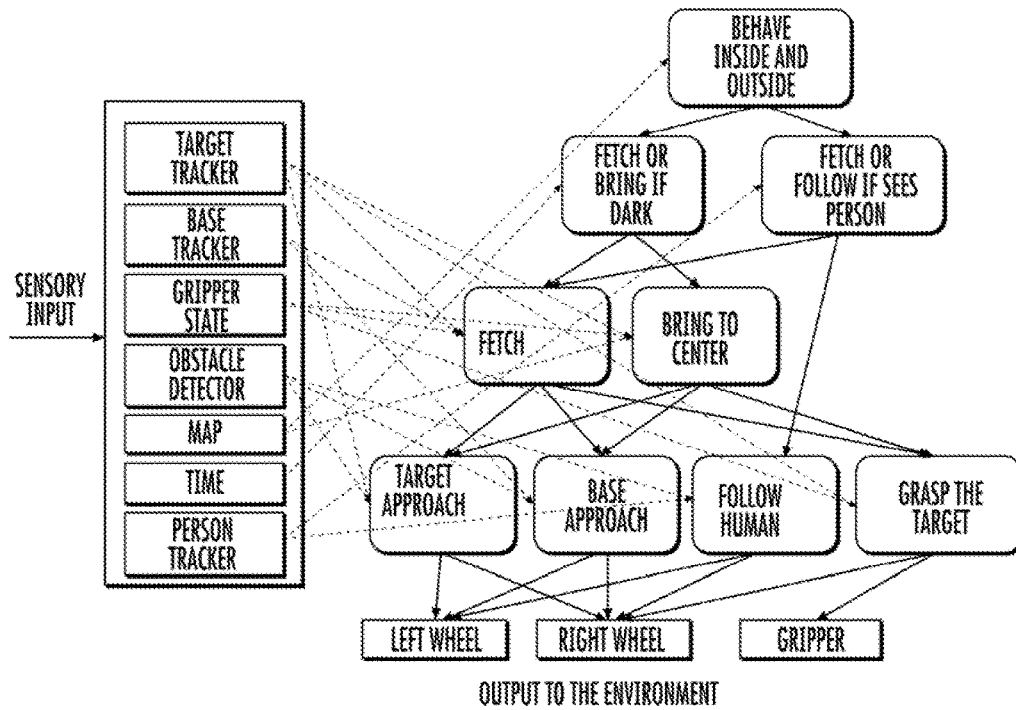 BEHAVE
INSIDE AND
OUTSIDE
TARGET
TRACKER
FETCH OR
BRING IF
DARK
FETCH OR
FOLLOW IF SEES
PERSON
BASE
TRACKER
SENSORY
INPUT
GRIPPER
STATE
FETCH
BRING TO
CENTER
OBSTACLE
DETECTOR
MAP
TIME
PERSON
TRACKER
TARGET
APPROACH
BASE
APPROACH
FOLLOW
HUMAN
GRASP THE
TARGET
LEFT WHEEL
RIGHT WHEEL
GRIPPER
OUTPUT TO THE ENVIRONMENT